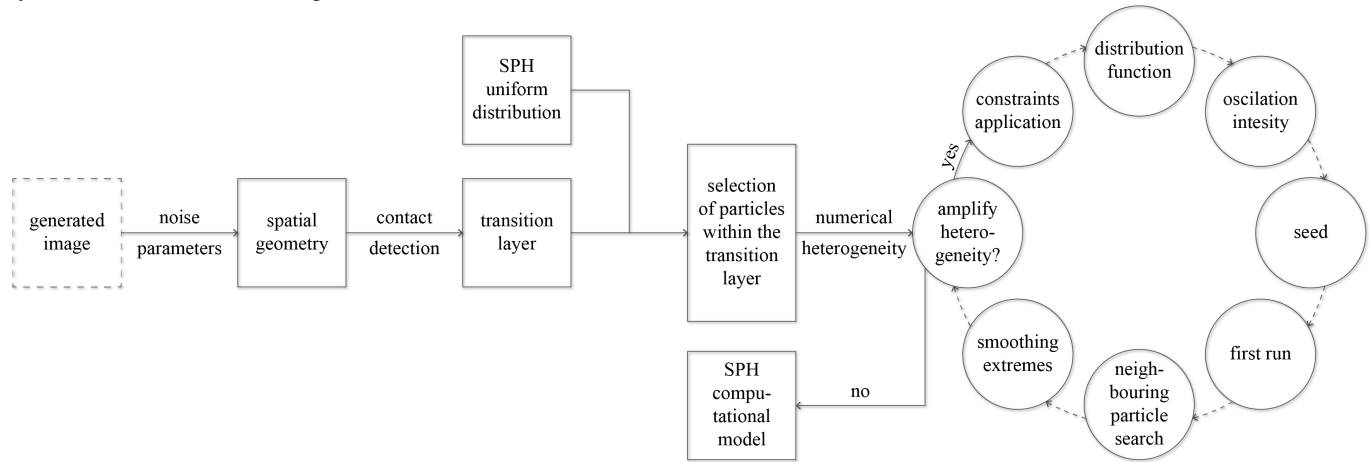 generated
image
noise
parameters
spatial
geometry
contact
detection
SPH
uniform
distribution
transition
layer
selection
of particles
within the
transition
layer
numerical
heterogeneity
amplify
hetero-
geneity?
yes
constraints
application
distribution
function
oscilation
intesity
seed
first run
neigh-
bouring
particle
search
smoothing
extremes
no
SPH
compu-
tational
model